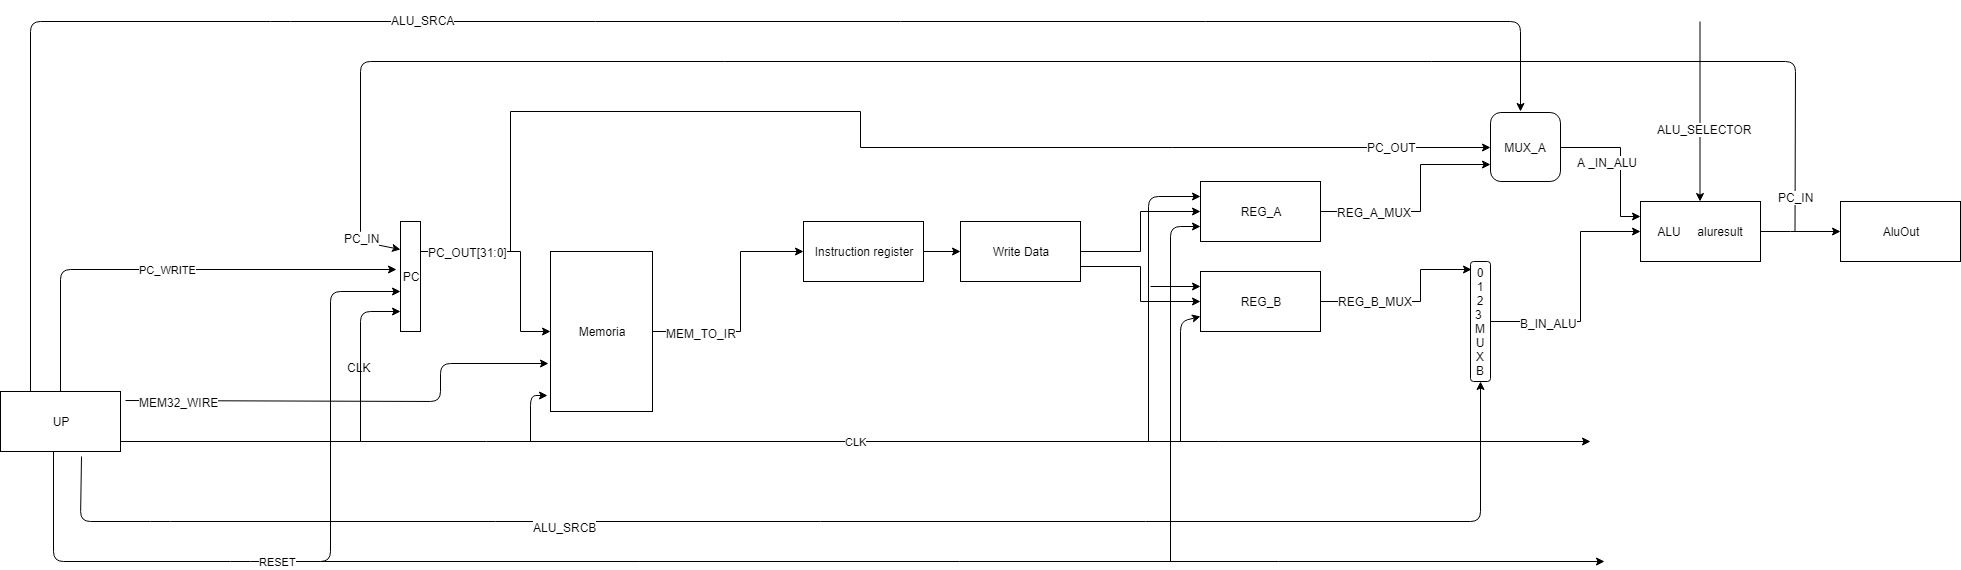 ALU_SRCA
ALU_SELECTOR
PC_OUT
MUX_A
A _IN_ALU
PC_IN
REG_A
REG_A_MUX
ALU aluresult
AluOut
PC_IN
PC_OUT[31:0]
Instruction register
Write Data
PC_WRITE
PC
REG_B
REG_B_MUX
0
1
2
3
M
U
X
B
B_IN_ALU
Memoria
MEM_TO_IR
CLK
MEM32_WIRE
UP
CLK
ALU_SRCB
RESET